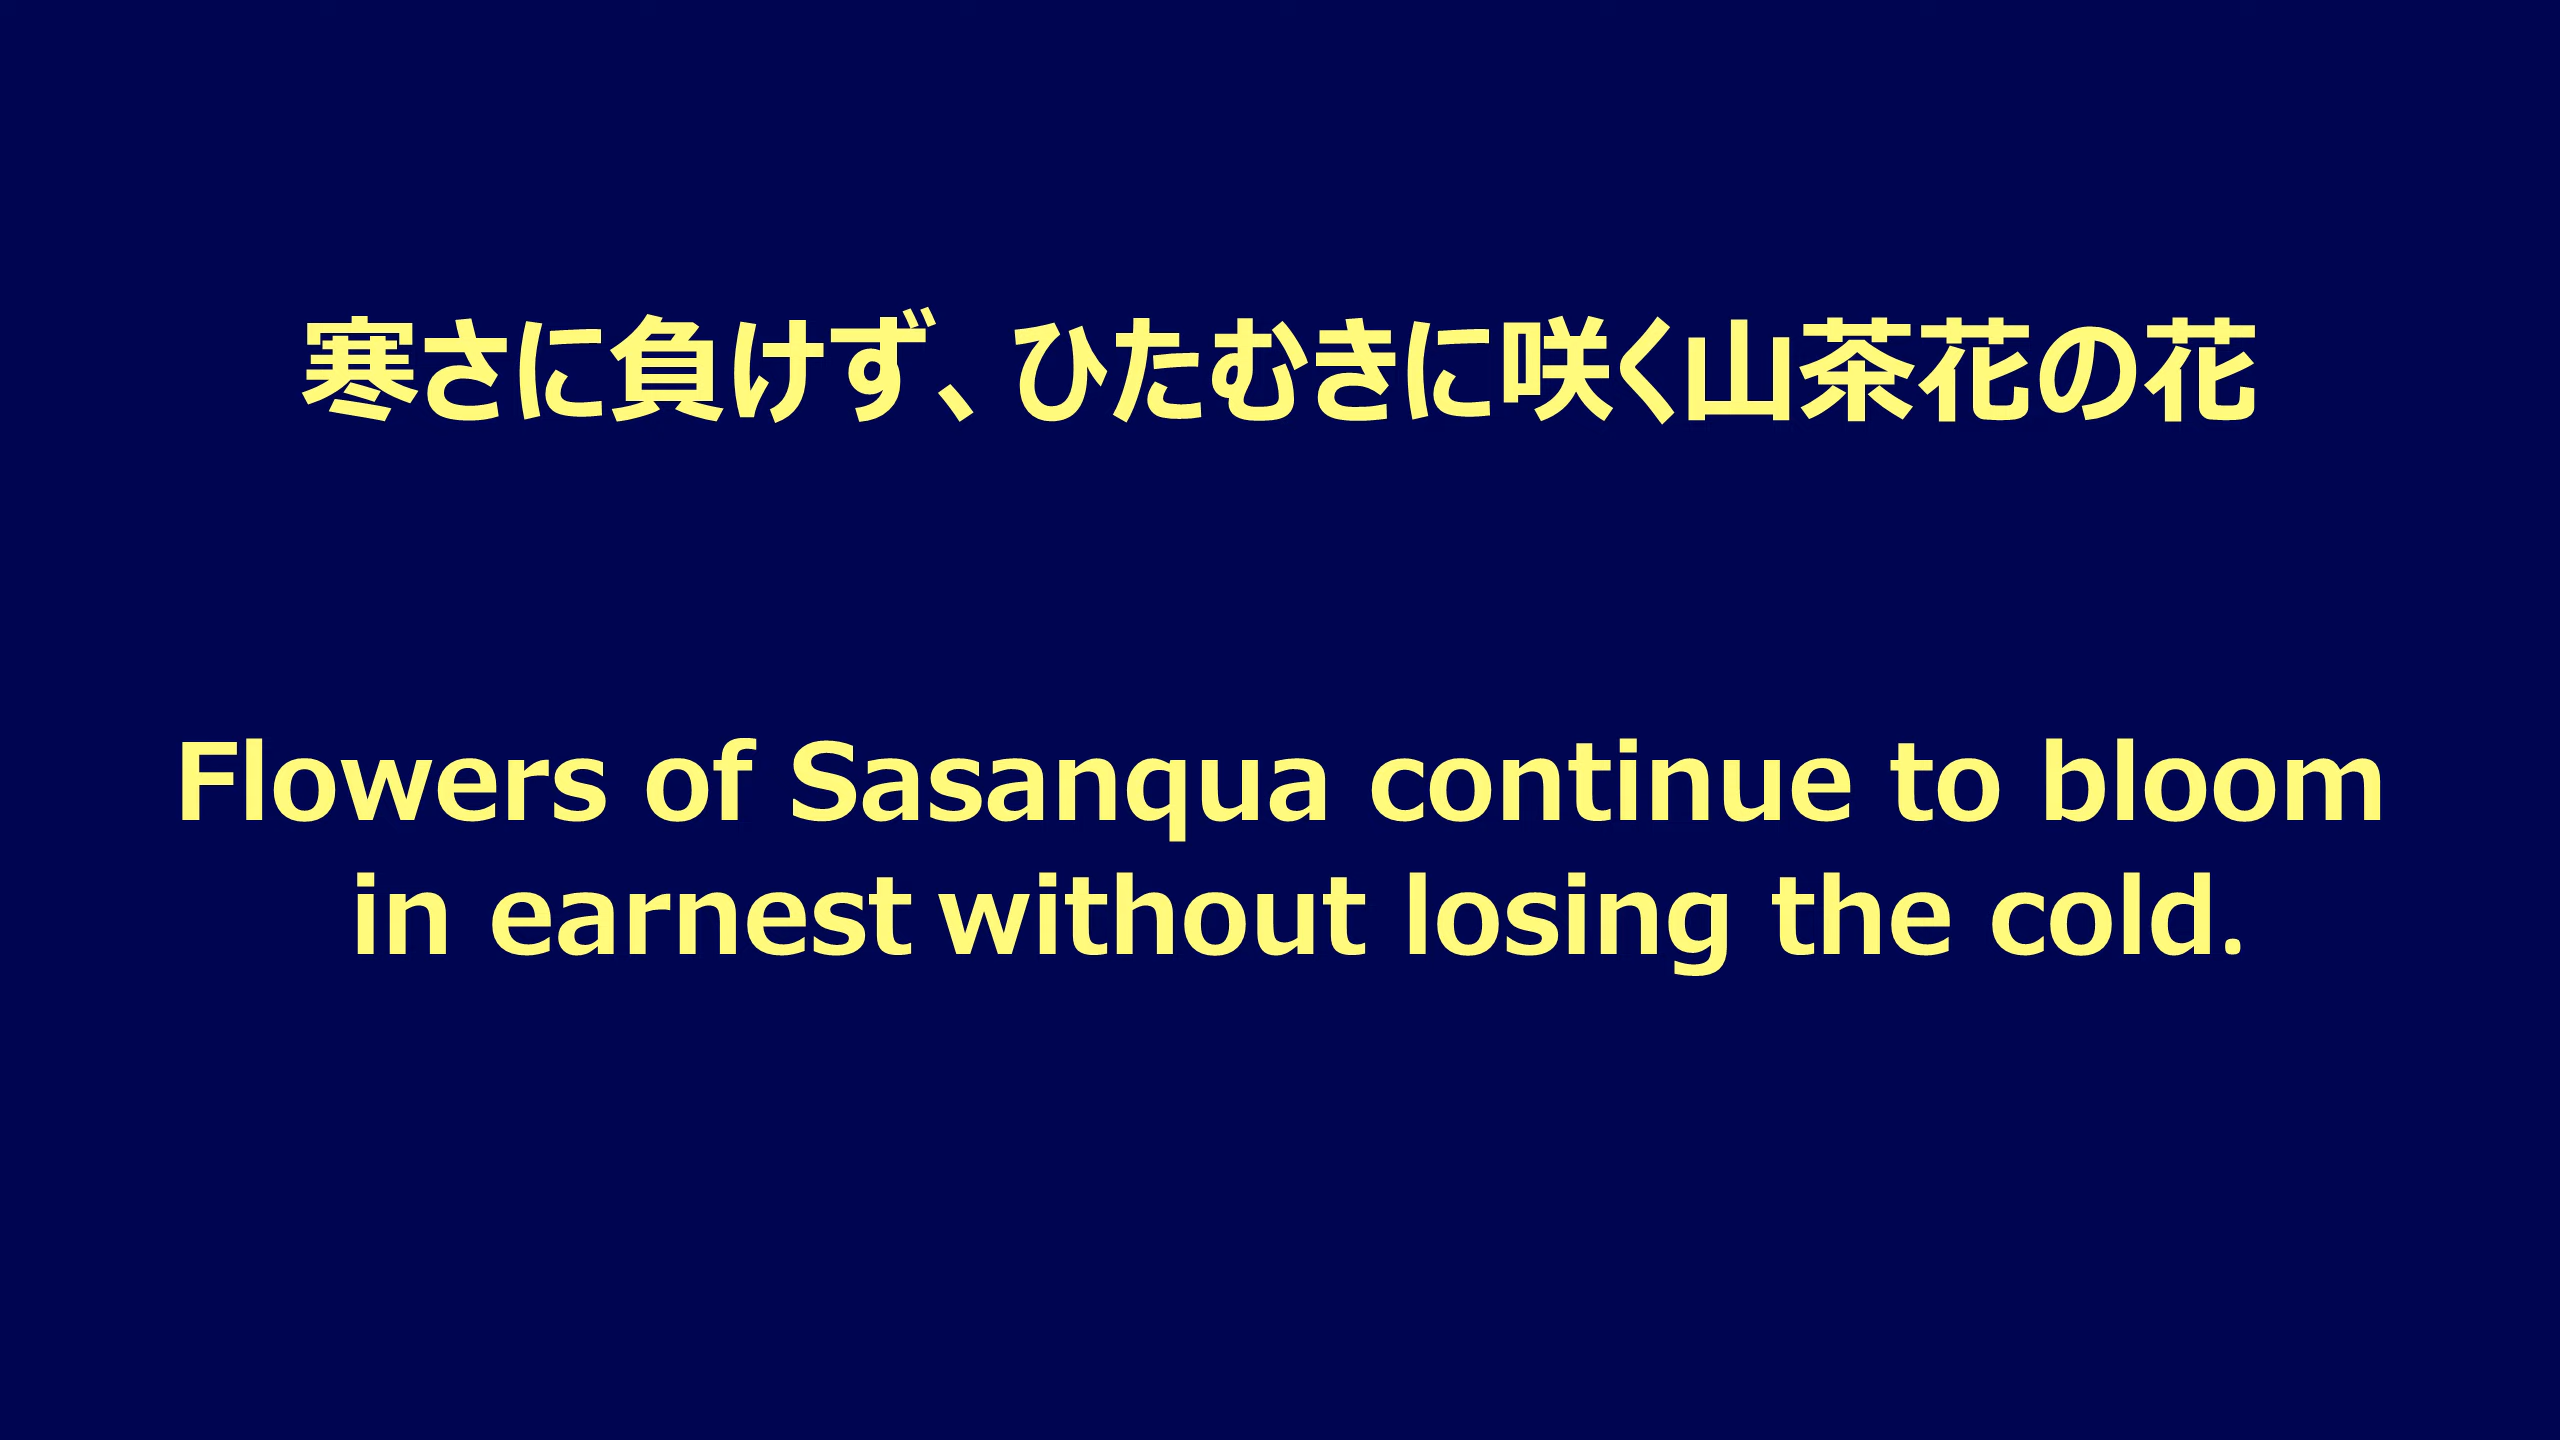 寒さに負けず、ひたむきに咲く山茶花の花
Flowers of Sasanqua continue to bloom
in earnest without losing the cold.